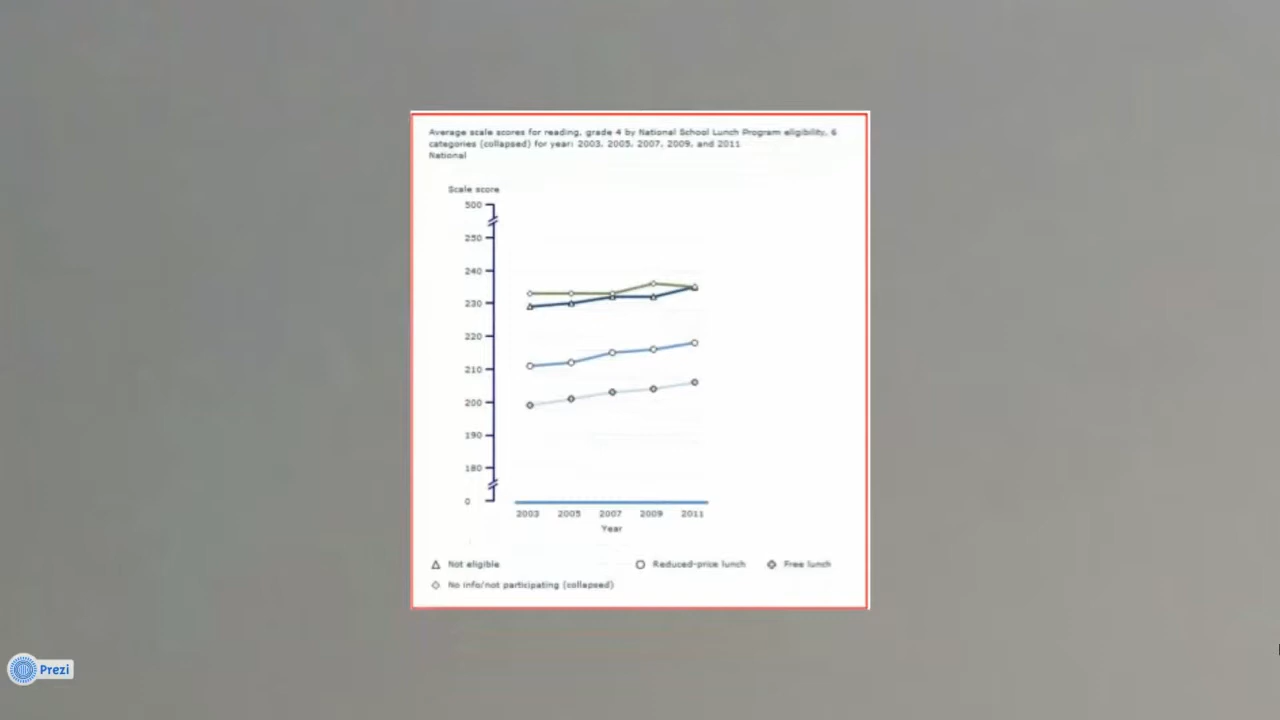 Average scale scores for reading, grade 4 by National School Lunch Program eligibility, 6
categories (collapsed) for year: 2003, 2005, 2007, 2009, and 2011
National
Scale score
500
250
240
230
220
210
200
190
180
0
2003 2005 2007 2009 2011
Year
Not eligible Reduced-price lunch Free lunch
No info/not participating (collapsed)
Prezi